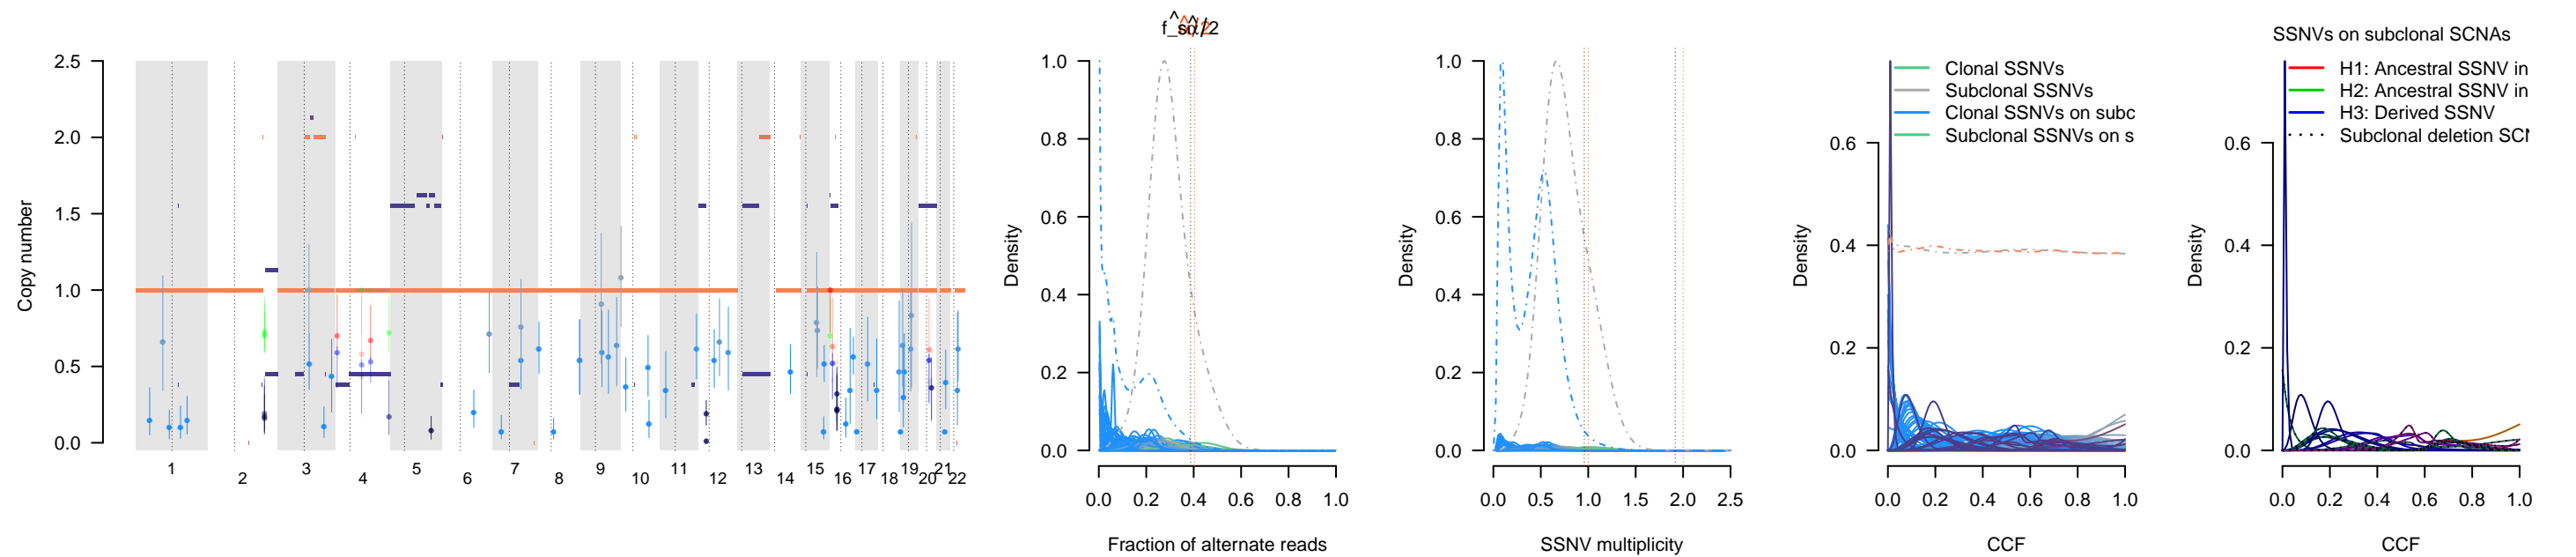 Copy number
2.5
2.0
1.5
1.0
0.5
0.0
1 2 3 4 5 6 7 8 9 10 11 12 13 14 15 16 17 18 19 20 21 22
Density
1.0
0.8
0.6
0.4
0.2
0.0
0.0 0.2 0.4 0.6 0.8 1.0
Fraction of alternate reads
Density
1.0
0.8
0.6
0.4
0.2
0.0
0.0 0.5 1.0 1.5 2.0 2.5
SSNV multiplicity
Clonal SSNVs
Subclonal SSNVs
Clonal SSNVs on subc
Subclonal SSNVs on s
Density
0.6
0.4
0.2
0.0
0.0 0.2 0.4 0.6 0.8 1.0
CCF
SSNVs on subclonal SCNAs
H1: Ancestral SSNV in
H2: Ancestral SSNV in
H3: Derived SSNV
Subclonal deletion SC
Density
0.6
0.4
0.2
0.0
0.0 0.2 0.4 0.6 0.8 1.0
CCF